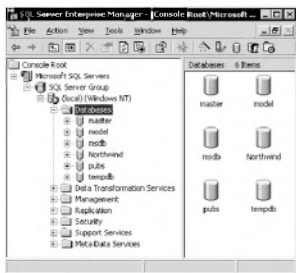 SQL Server Enterprise Manager - [Console Root\Microsoft ...
File Action View Tools Window Help
Console Root
Microsoft SQL Servers
SQL Server Group
(local) (Windows NT)
Databases
master
model
msdb
Northwind
pubs
tempdb
Data Transformation Services
Management
Replication
Security
Support Services
Meta Data Services
Databases 6 Items
master model
msdb Northwind
pubs tempdb